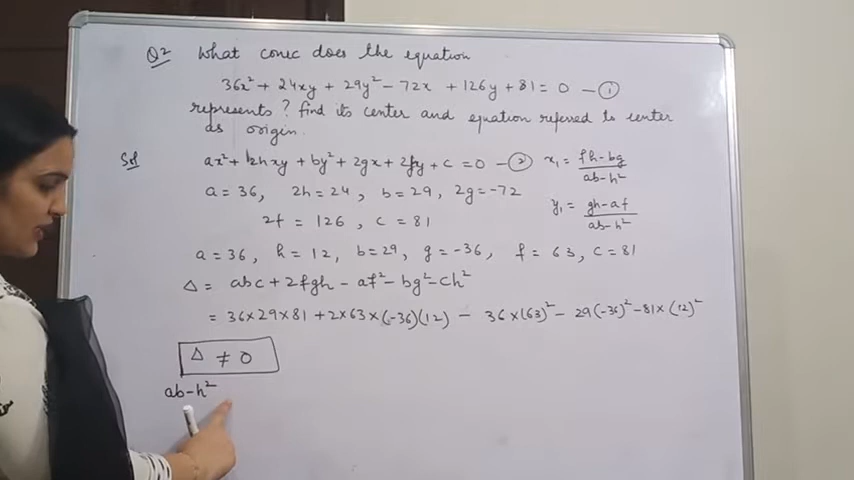 Q2 What conic does the equation
36x² + 24xy + 29y² - 72x + 126y + 81 = 0 - ①
represents? find its center and equation referred to center
as origin.
Sol ax² + 2hxy + by² + 2gx + 2fy + c = 0 - ②
x₁ = (fh - bg)/(ab - h²)
a = 36, 2h = 24, b = 29, 2g = -72
y₁ = (gh - af)/(ab - h²)
2f = 126, c = 81
a = 36, h = 12, b = 29, g = -36, f = 63, c = 81
Δ = abc + 2fgh - af² - bg² - ch²
= 36×29×81 + 2×63×(-36)(12) - 36×(63)² - 29(-36)² - 81×(12)²
Δ ≠ 0
ab - h²